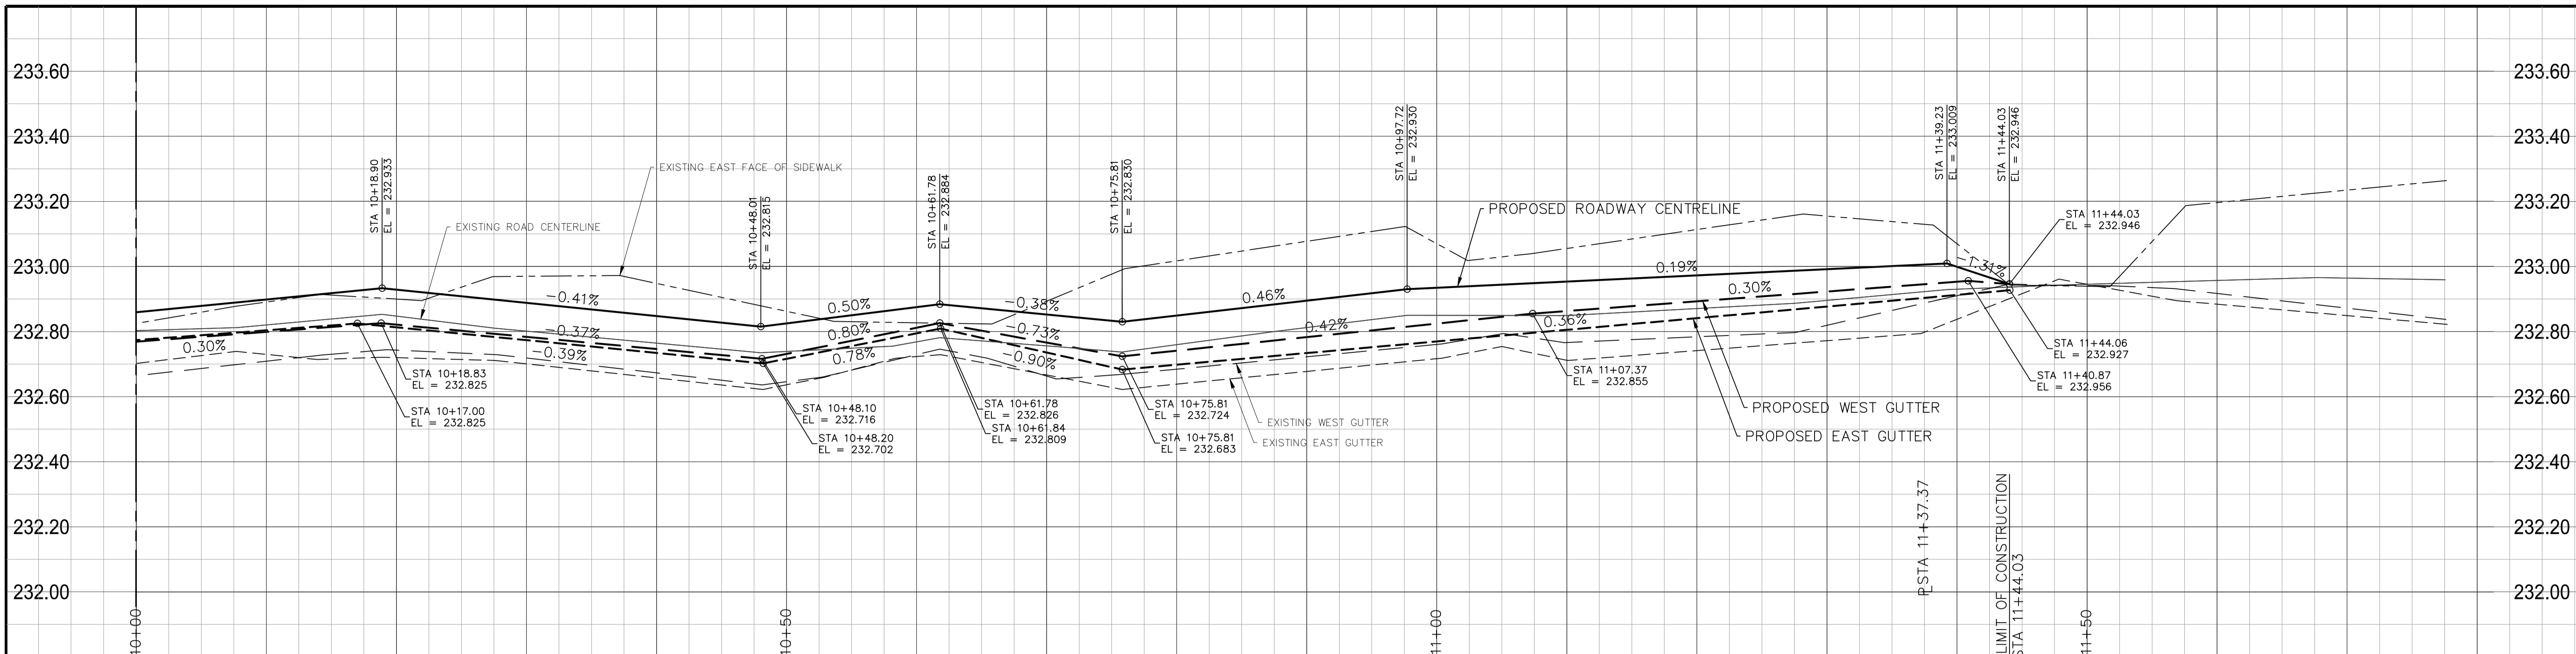 233.60
233.40
233.20
233.00
232.80
232.60
232.40
232.20
232.00
233.60
233.40
233.20
233.00
232.80
232.60
232.40
232.20
232.00
STA 10+18.90
EL = 232.933
STA 10+48.01
EL = 232.815
STA 10+61.78
EL = 232.884
STA 10+75.81
EL = 232.830
STA 10+97.72
EL = 232.930
STA 11+39.23
EL = 233.009
STA 11+44.03
EL = 232.946
EXISTING EAST FACE OF SIDEWALK
EXISTING ROAD CENTERLINE
PROPOSED ROADWAY CENTRELINE
STA 11+44.03
EL = 232.946
-0.41%
0.50%
-0.38%
0.46%
0.19%
-1.31%
0.30%
-0.37%
0.80%
-0.73%
0.42%
0.30%
-0.39%
0.78%
-0.90%
0.36%
STA 10+18.83
EL = 232.825
STA 10+17.00
EL = 232.825
STA 10+48.10
EL = 232.716
STA 10+48.20
EL = 232.702
STA 10+61.78
EL = 232.826
STA 10+61.84
EL = 232.809
STA 10+75.81
EL = 232.724
STA 10+75.81
EL = 232.683
EXISTING WEST GUTTER
EXISTING EAST GUTTER
STA 11+07.37
EL = 232.855
PROPOSED WEST GUTTER
PROPOSED EAST GUTTER
STA 11+44.06
EL = 232.927
STA 11+40.87
EL = 232.956
STA 11+37.37
LIMIT OF CONSTRUCTION
STA 11+44.03
10+00
10+50
11+00
11+50